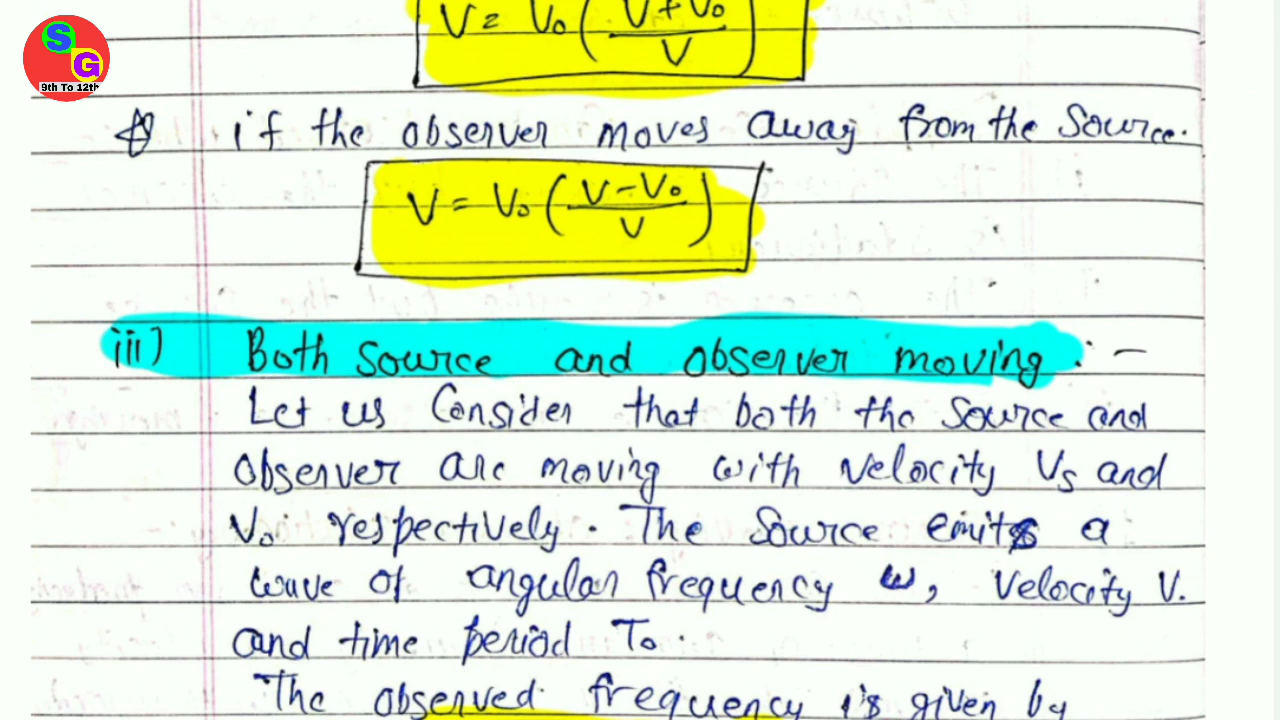 S
G
9th To 12th
V = V₀ ( V + V₀ / V )
if the observer moves away from the source.
V = V₀ ( V - V₀ / V )
iii) Both source and observer moving :-
Let us Consider that both the source and
observer are moving with velocity Vs and
V₀ respectively. The source emits a
wave of angular frequency ω, velocity V.
and time period T₀.
The observed frequency is given by